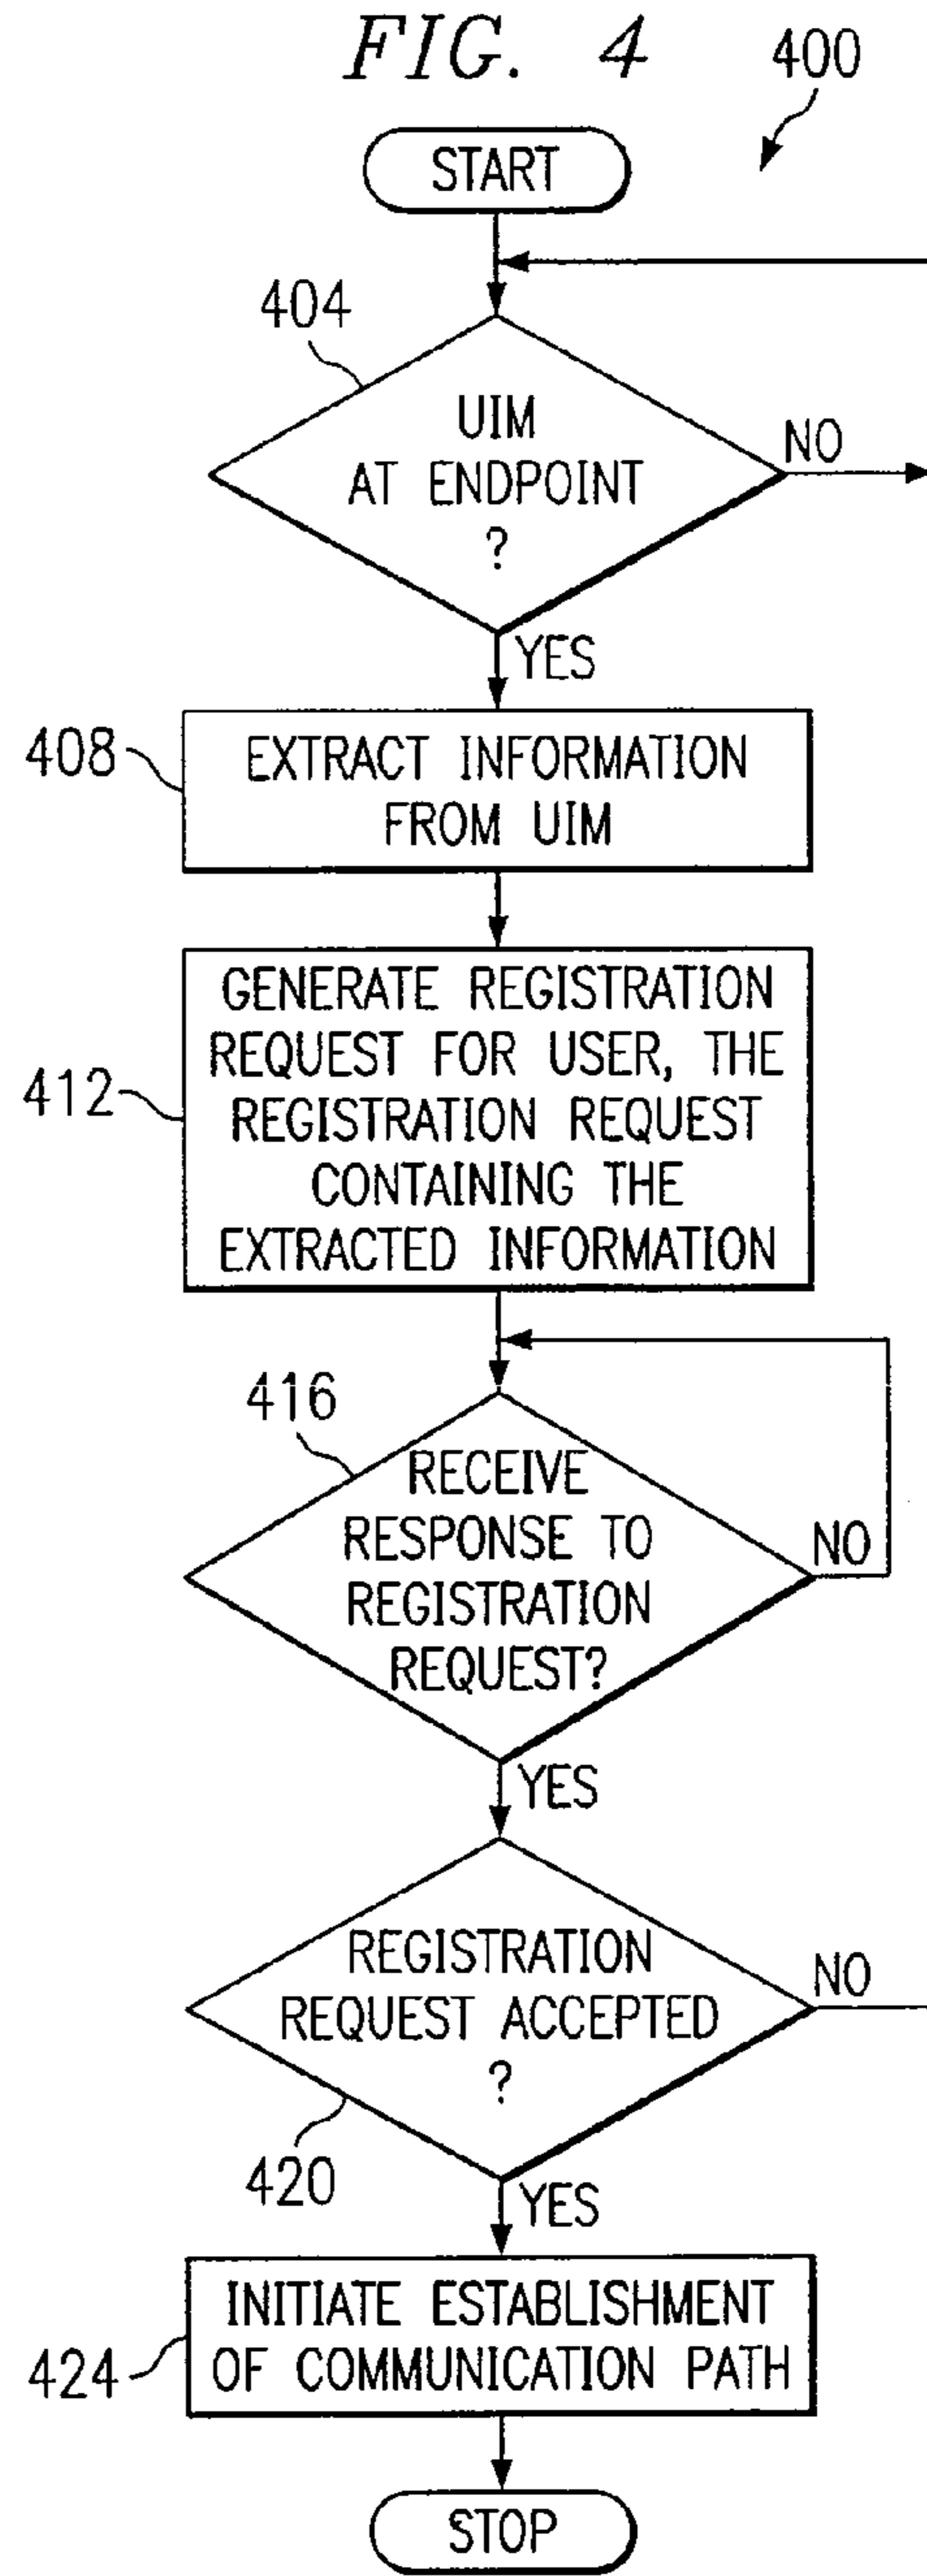 FIG. 4
400
START
404
UIM
AT ENDPOINT
?
NO
YES
408
EXTRACT INFORMATION
FROM UIM
412
GENERATE REGISTRATION
REQUEST FOR USER, THE
REGISTRATION REQUEST
CONTAINING THE
EXTRACTED INFORMATION
416
RECEIVE
RESPONSE TO
REGISTRATION
REQUEST?
NO
YES
REGISTRATION
REQUEST ACCEPTED
?
NO
420
YES
424
INITIATE ESTABLISHMENT
OF COMMUNICATION PATH
STOP